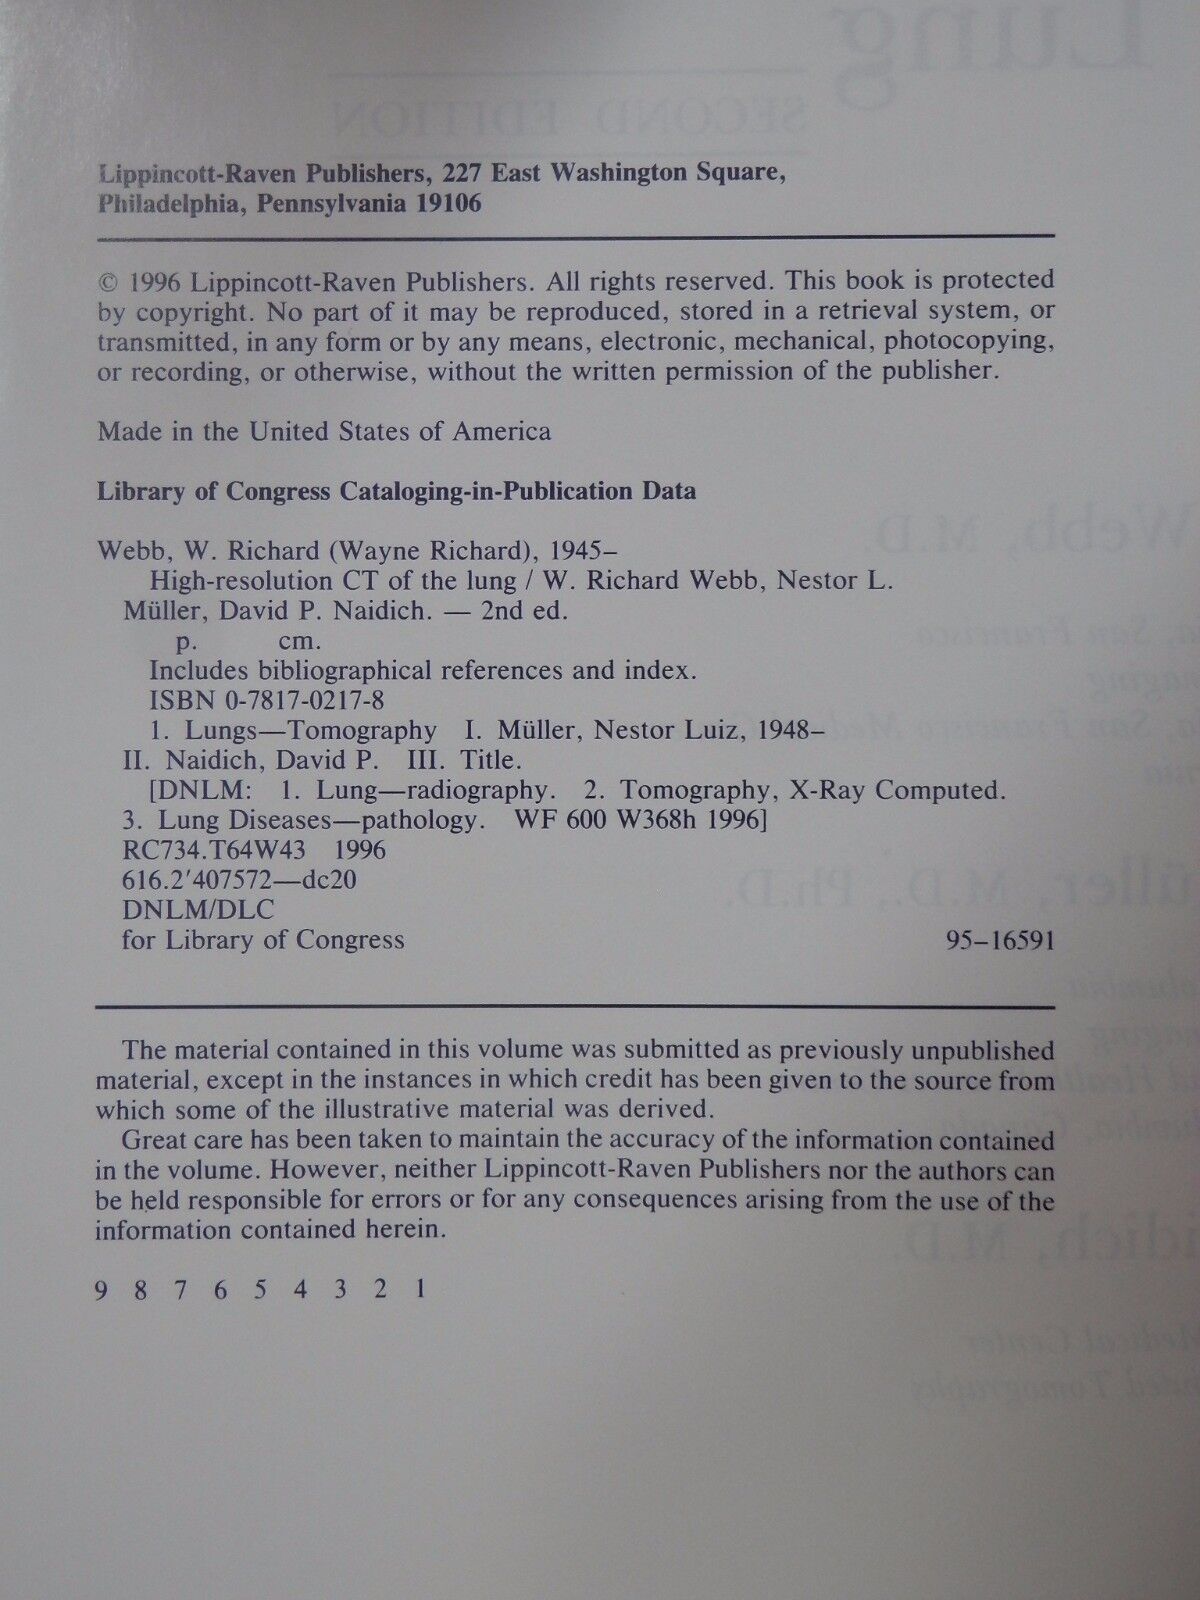 Lippincott-Raven Publishers, 227 East Washington Square,
Philadelphia, Pennsylvania 19106
© 1996 Lippincott-Raven Publishers. All rights reserved. This book is protected
by copyright. No part of it may be reproduced, stored in a retrieval system, or
transmitted, in any form or by any means, electronic, mechanical, photocopying,
or recording, or otherwise, without the written permission of the publisher.
Made in the United States of America
Library of Congress Cataloging-in-Publication Data
Webb, W. Richard (Wayne Richard), 1945–
High-resolution CT of the lung / W. Richard Webb, Nestor L.
Müller, David P. Naidich. — 2nd ed.
p. cm.
Includes bibliographical references and index.
ISBN 0-7817-0217-8
1. Lungs—Tomography I. Müller, Nestor Luiz, 1948–
II. Naidich, David P. III. Title.
[DNLM: 1. Lung—radiography. 2. Tomography, X-Ray Computed.
3. Lung Diseases—pathology. WF 600 W368h 1996]
RC734.T64W43 1996
616.2'407572—dc20
DNLM/DLC
for Library of Congress 95–16591
The material contained in this volume was submitted as previously unpublished
material, except in the instances in which credit has been given to the source from
which some of the illustrative material was derived.
Great care has been taken to maintain the accuracy of the information contained
in the volume. However, neither Lippincott-Raven Publishers nor the authors can
be held responsible for errors or for any consequences arising from the use of the
information contained herein.
9 8 7 6 5 4 3 2 1